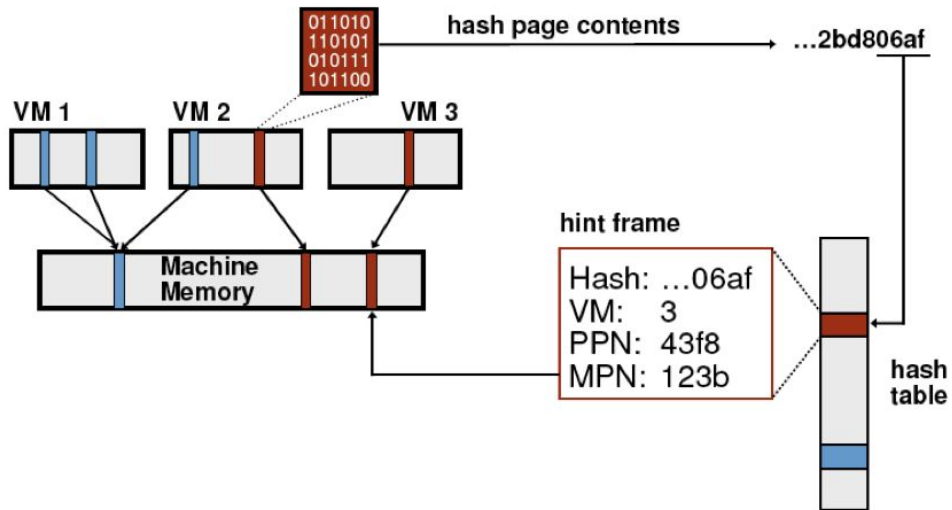 011010
110101
010111
101100
hash page contents
...2bd806af
VM 1
VM 2
VM 3
Machine
Memory
hint frame
Hash: ...06af
VM: 3
PPN: 43f8
MPN: 123b
hash
table